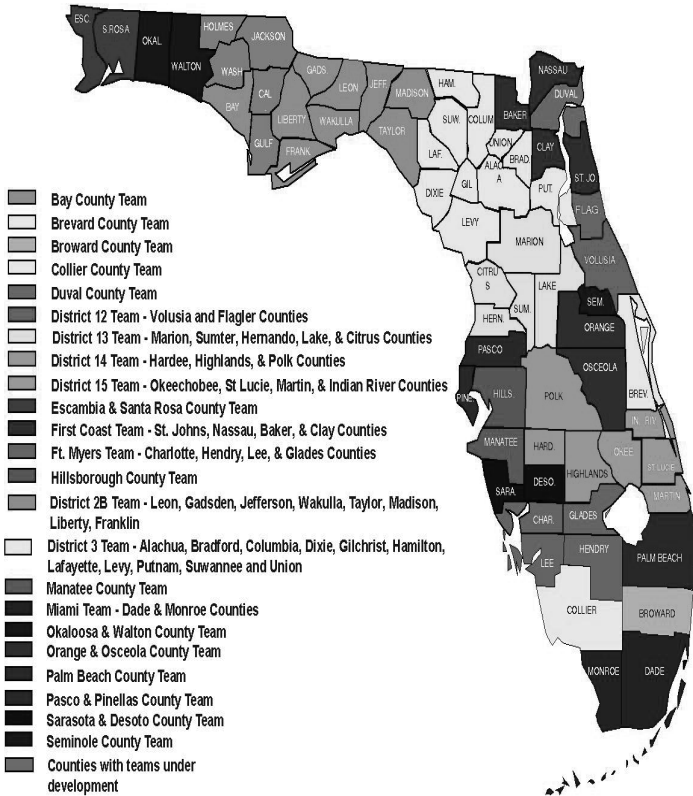 ESC.
S.ROSA
OKAL.
WALTON
HOLMES
JACKSON
WASH
BAY
CAL
GULF
GADS.
LIBERTY
FRANK
LEON
WAKULLA
JEFF
MADISON
TAYLOR
HAM.
SUW.
COLUM
LAF.
DIXIE
GIL
UNION
ALAC
A
BRAD.
PUT.
LEVY
BAKER
NASSAU
DUVAL
CLAY
ST. JO.
FLAG
MARION
VOLUSIA
CITRU
S
SUM.
LAKE
HERN.
SEM.
ORANGE
PASCO
OSCEOLA
PINE.
HILLS.
POLK
BREV.
IN. RIV.
MANATEE
HARD.
HIGHLANDS
OKEE
ST.LUCIE
SARA
DESO.
MARTIN
CHAR.
GLADES
LEE
HENDRY
PALM BEACH
COLLIER
BROWARD
MONROE
DADE
Bay County Team
Brevard County Team
Broward County Team
Collier County Team
Duval County Team
District 12 Team - Volusia and Flagler Counties
District 13 Team - Marion, Sumter, Hernando, Lake, & Citrus Counties
District 14 Team - Hardee, Highlands, & Polk Counties
District 15 Team - Okeechobee, St Lucie, Martin, & Indian River Counties
Escambia & Santa Rosa County Team
First Coast Team - St. Johns, Nassau, Baker, & Clay Counties
Ft. Myers Team - Charlotte, Hendry, Lee, & Glades Counties
Hillsborough County Team
District 2B Team - Leon, Gadsden, Jefferson, Wakulla, Taylor, Madison,
Liberty, Franklin
District 3 Team - Alachua, Bradford, Columbia, Dixie, Gilchrist, Hamilton,
Lafayette, Levy, Putnam, Suwannee and Union
Manatee County Team
Miami Team - Dade & Monroe Counties
Okaloosa & Walton County Team
Orange & Osceola County Team
Palm Beach County Team
Pasco & Pinellas County Team
Sarasota & Desoto County Team
Seminole County Team
Counties with teams under
development